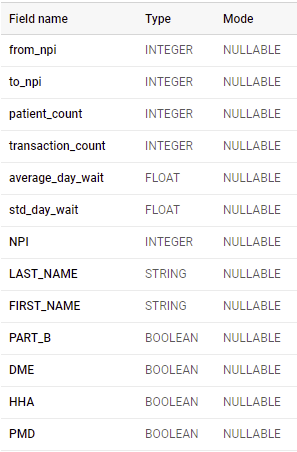 Field name Type Mode
from_npi INTEGER NULLABLE
to_npi INTEGER NULLABLE
patient_count INTEGER NULLABLE
transaction_count INTEGER NULLABLE
average_day_wait FLOAT NULLABLE
std_day_wait FLOAT NULLABLE
NPI INTEGER NULLABLE
LAST_NAME STRING NULLABLE
FIRST_NAME STRING NULLABLE
PART_B BOOLEAN NULLABLE
DME BOOLEAN NULLABLE
HHA BOOLEAN NULLABLE
PMD BOOLEAN NULLABLE